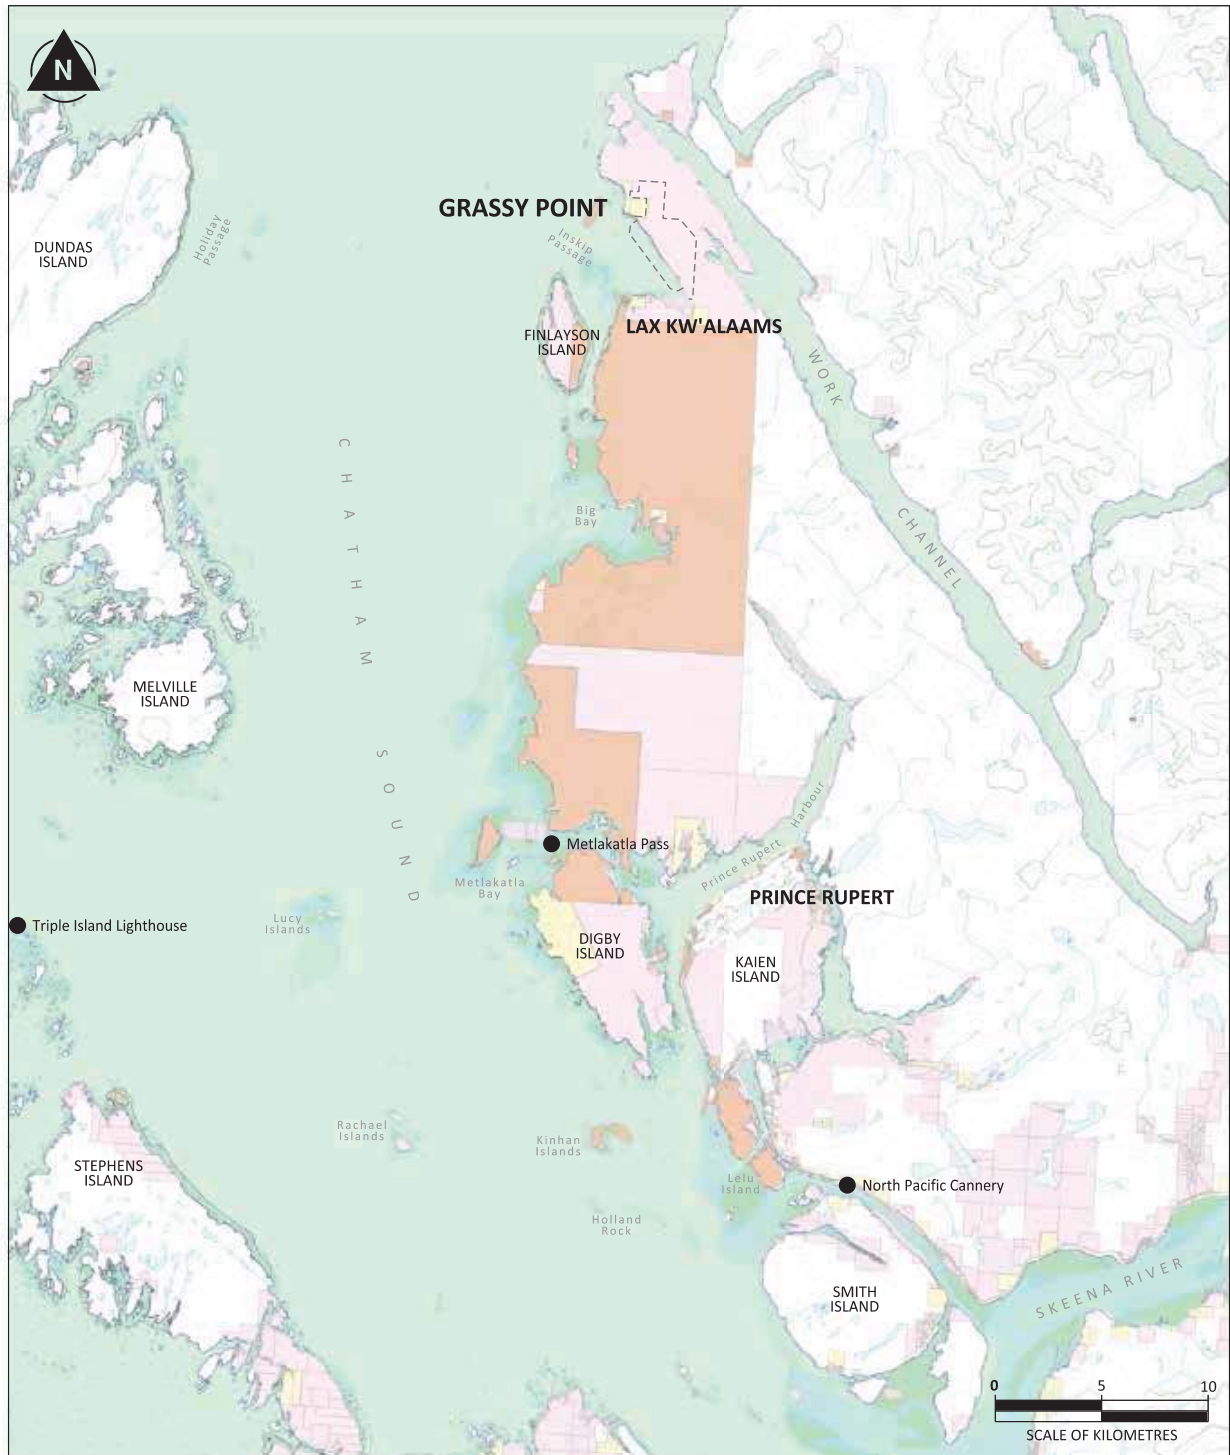 N
GRASSY POINT
DUNDAS
ISLAND
Holiday
Passage
Inskip
Passage
FINLAYSON
ISLAND
LAX KW'ALAAMS
WORK
CHANNEL
CHATHAM
SOUND
Big
Bay
MELVILLE
ISLAND
Prince Rupert Harbour
Metlakatla Pass
Metlakatla
Bay
PRINCE RUPERT
Triple Island Lighthouse
Lucy
Islands
DIGBY
ISLAND
KAIEN
ISLAND
Rachael
Islands
Kinhan
Islands
STEPHENS
ISLAND
Lelu
Island
North Pacific Cannery
Holland
Rock
SMITH
ISLAND
SKEENA RIVER
0 5 10
SCALE OF KILOMETRES